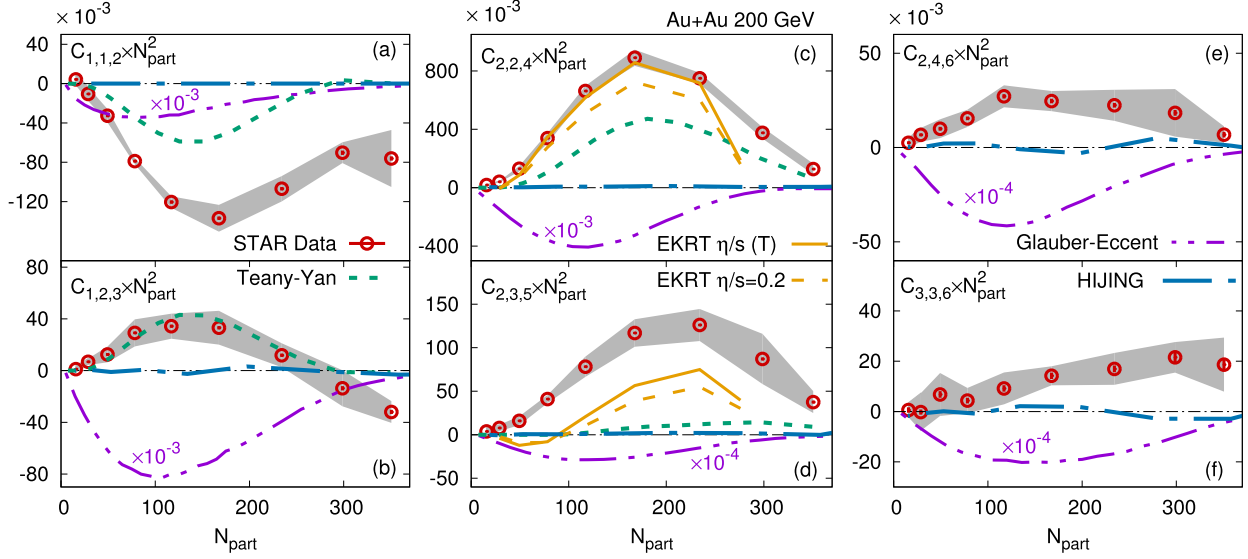 × 10⁻³
40
0
-40
-80
-120
C₁,₁,₂×N²part
(a)
×10⁻³
STAR Data
80
40
0
-40
-80
C₁,₂,₃×N²part
Teany-Yan
×10⁻³
(b)
0
100
200
300
Npart
× 10⁻³
Au+Au 200 GeV
800
400
0
-400
C₂,₂,₄×N²part
(c)
×10⁻³
EKRT η/s (T)
150
100
50
0
-50
C₂,₃,₅×N²part
EKRT η/s=0.2
×10⁻⁴
(d)
0
100
200
300
Npart
× 10⁻³
50
0
-50
C₂,₄,₆×N²part
(e)
×10⁻⁴
Glauber-Eccent
40
20
0
-20
C₃,₃,₆×N²part
HIJING
×10⁻⁴
(f)
0
100
200
300
Npart